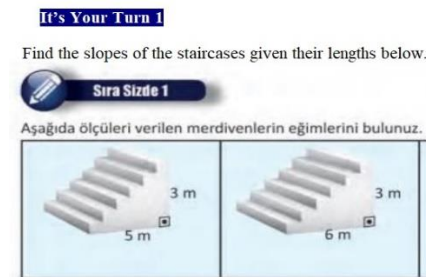 It's Your Turn 1
Find the slopes of the staircases given their lengths below.
Sıra Sizde 1
Aşağıda ölçüleri verilen merdivenlerin eğimlerini bulunuz.
3 m
5 m
3 m
6 m